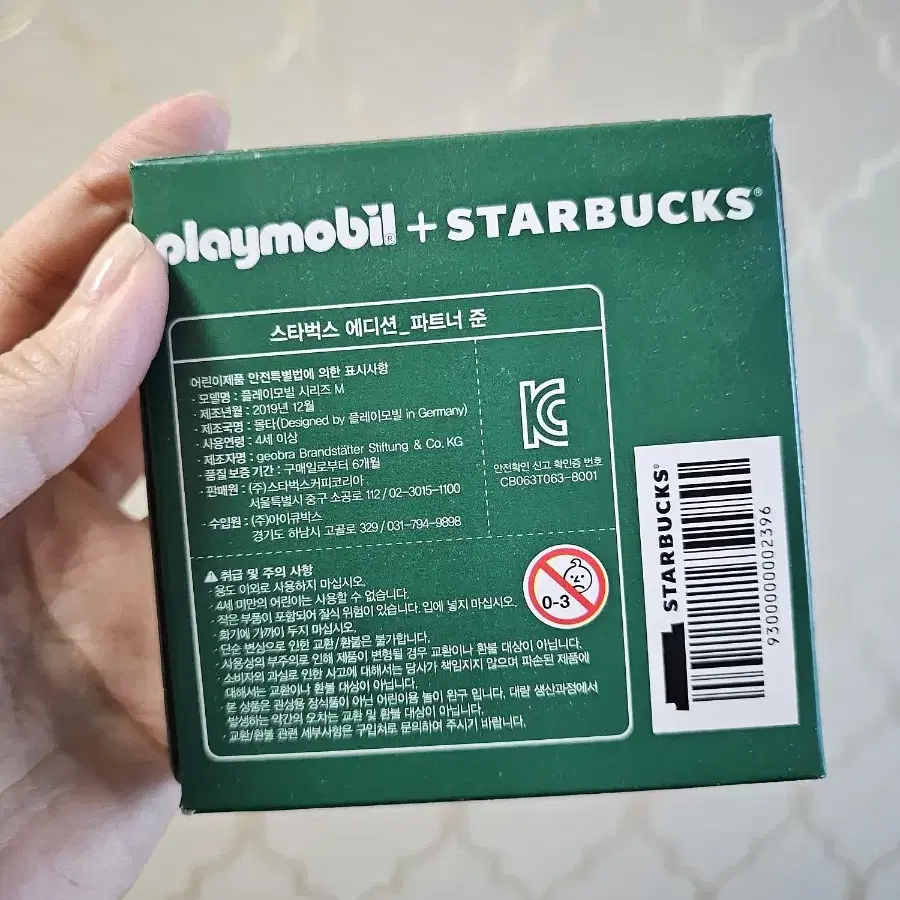 playmobil® + STARBUCKS®
스타벅스 에디션_파트너 준
어린이제품 안전특별법에 의한 표시사항
· 모델명 : 플레이모빌 시리즈 M
· 제조년월 : 2019년 12월
· 제조국명 : 몰타(Designed by 플레이모빌 in Germany)
· 사용연령 : 4세 이상
· 제조자명 : geobra Brandstätter Stiftung & Co. KG
· 품질 보증 기간 : 구매일로부터 6개월
· 판매원 : (주)스타벅스커피코리아
서울특별시 중구 소공로 112 / 02-3015-1100
· 수입원 : (주)아이큐박스
경기도 하남시 고골로 329 / 031-794-9898
안전확인 신고 확인증 번호
CB063T063-8001
취급 및 주의 사항
· 용도 이외로 사용하지 마십시오.
· 4세 미만의 어린이는 사용할 수 없습니다.
· 작은 부품이 포함되어 질식 위험이 있습니다. 입에 넣지 마십시오.
· 화기에 가까이 두지 마십시오.
· 단순 변심으로 인한 교환/환불은 불가합니다.
· 사용상의 부주의로 인해 제품이 변형될 경우 교환이나 환불 대상이 아닙니다.
· 소비자의 과실로 인한 사고에 대해서는 당사가 책임지지 않으며 파손된 제품에
대해서는 교환이나 환불 대상이 아닙니다.
· 본 상품은 관상용 장식품이 아닌 어린이용 놀이 완구 입니다. 대량 생산과정에서
발생하는 약간의 오차는 교환 및 환불 대상이 아닙니다.
· 교환/환불 관련 세부사항은 구입처로 문의하여 주시기 바랍니다.
0-3
STARBUCKS®
9300000002396